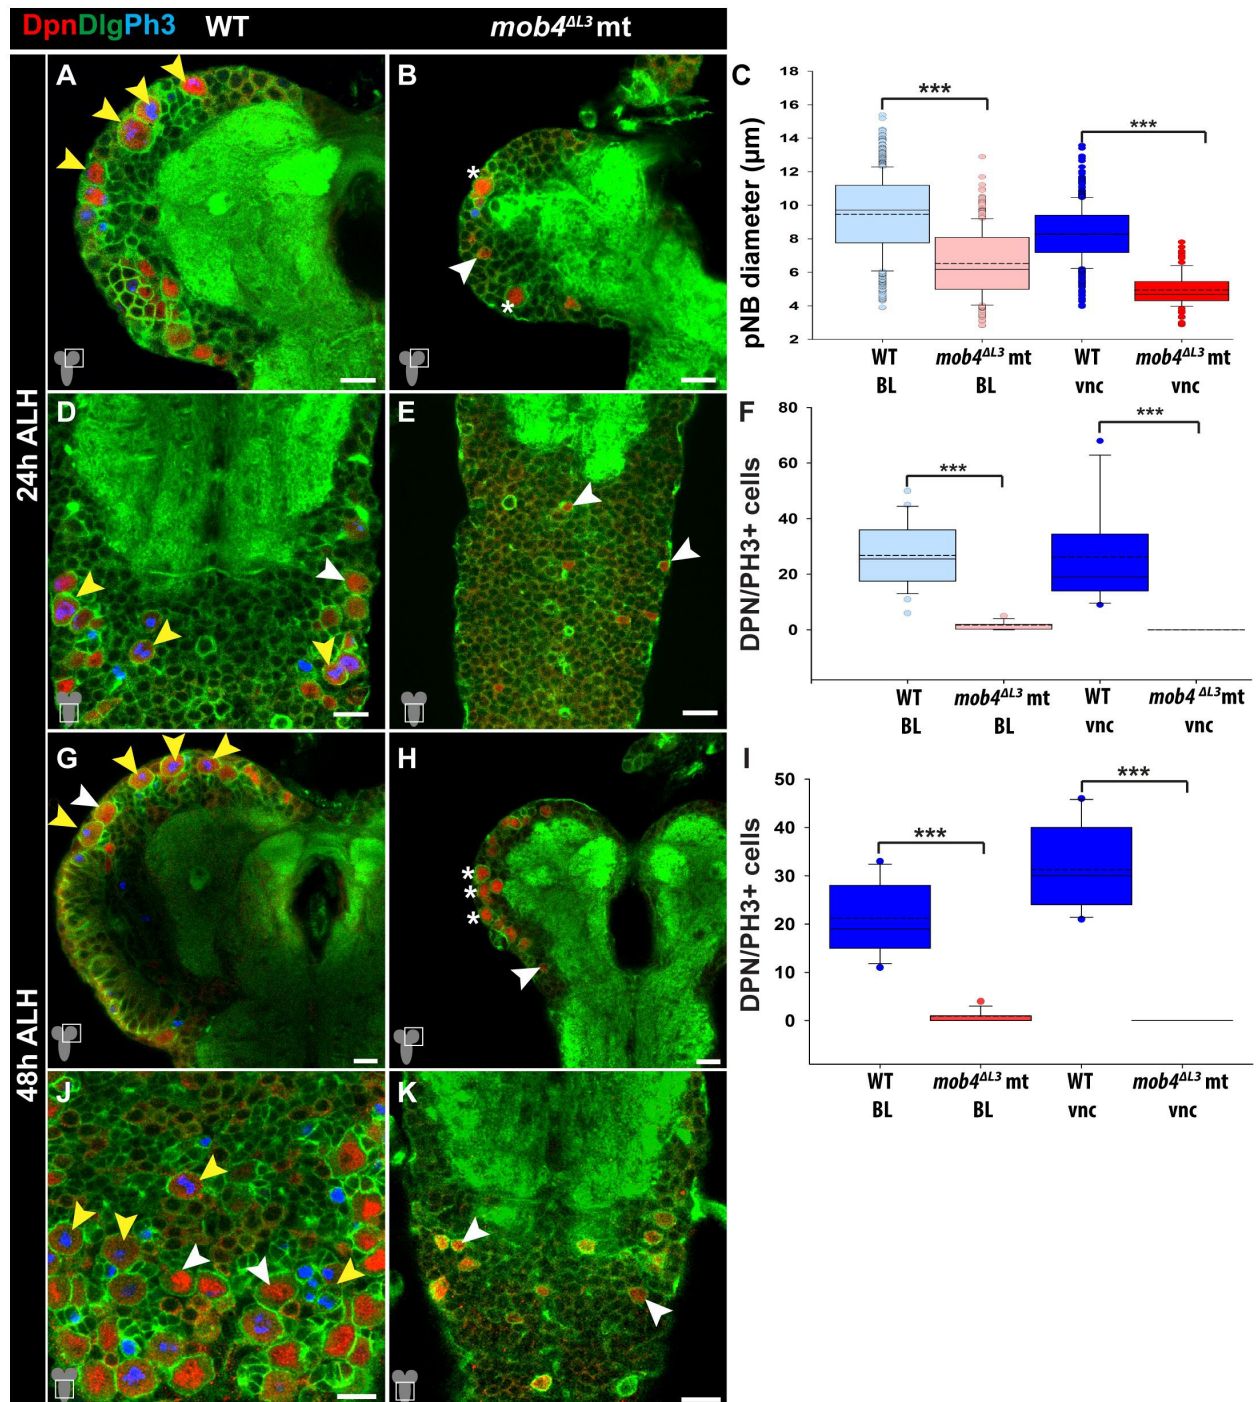 DpnDlgPh3 WT mob4ΔL3 mt
24h ALH
A
*
B
*
*
C
pNB diameter (µm)
18
16
14
12
10
8
6
4
2
***
***
WT mob4ΔL3 mt WT mob4ΔL3 mt
BL BL vnc vnc
D
E
F
DPN/PH3+ cells
80
60
40
20
0
***
***
WT mob4ΔL3 mt WT mob4ΔL3 mt
BL BL vnc vnc
48h ALH
G
H
*
*
*
I
DPN/PH3+ cells
50
40
30
20
10
0
***
***
WT mob4ΔL3 mt WT mob4ΔL3 mt
BL BL vnc vnc
J
K